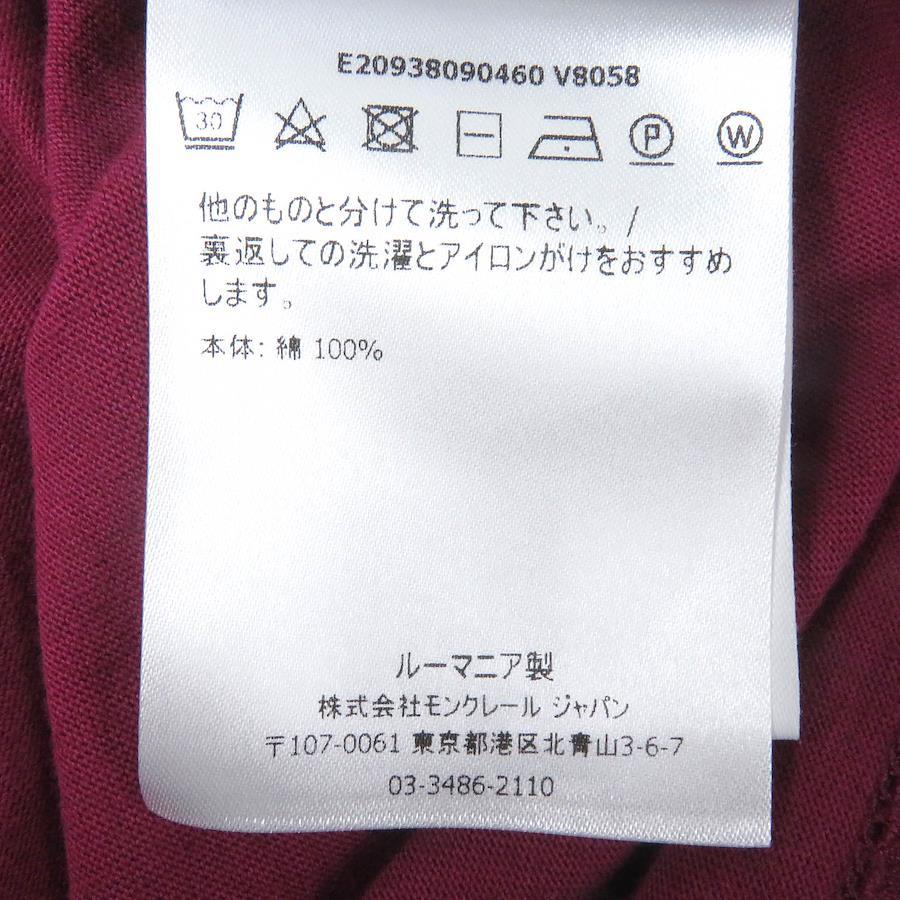 E20938090460 V8058
30
P
W
他のものと分けて洗って下さい。/
裏返しての洗濯とアイロンがけをおすすめ
します。
本体: 綿 100%
ルーマニア製
株式会社モンクレール ジャパン
〒107-0061 東京都港区北青山3-6-7
03-3486-2110